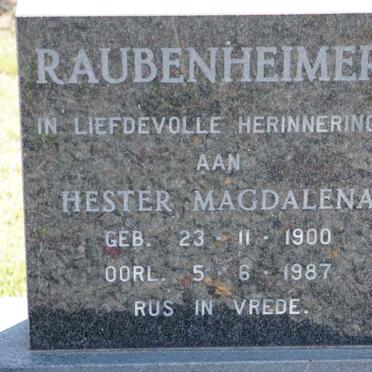 RAUBENHEIMER
IN LIEFDEVOLLE HERINNERING
AAN
HESTER MAGDALENA
GEB. 23 · 11 · 1900
OORL. 5 · 6 · 1987
RUS IN VREDE.